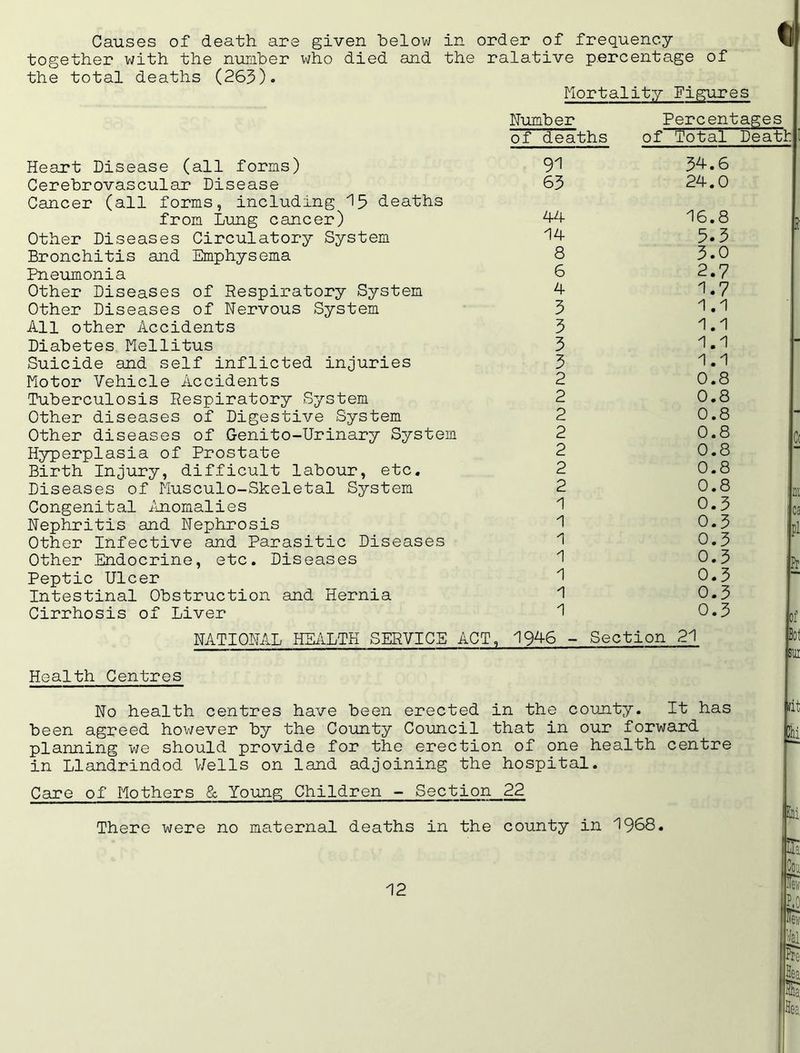 Causes of death are given below in order of frequency
together with the number who died and the ralative percentage of
the total deaths (263).
Mortality Figures
Number Percentages
of deaths of Total Death
Heart Disease (all forms) 91 34.6
Cerebrovascular Disease 63 24.0
Cancer (all forms, including 15 deaths
from Lung cancer) 44 16.8
Other Diseases Circulatory System 14 5.3
Bronchitis and Emphysema 8 3.0
Pneumonia 6 2.7
Other Diseases of Respiratory System 4 1.7
Other Diseases of Nervous System 3 1.1
All other Accidents 3 1.1
Diabetes Mellitus 3 1.1
Suicide and self inflicted injuries 3 1.1
Motor Vehicle Accidents 2 0.8
Tuberculosis Respiratory System 2 0.8
Other diseases of Digestive System 2 0.8
Other diseases of Genito-Urinary System 2 0.8
Hyperplasia of Prostate 2 0.8
Birth Injury, difficult labour, etc. 2 0.8
Diseases of Musculo-Skeletal System 2 0.8
Congenital Anomalies 1 0.3
Nephritis and Nephrosis 1 0.3
Other Infective and Parasitic Diseases 1 0.3
Other Endocrine, etc. Diseases 1 0.3
Peptic Ulcer 1 0.3
Intestinal Obstruction and Hernia 1 0.3
Cirrhosis of Liver 1 0.3
NATIONAL HEALTH SERVICE ACT, 1946 - Section 21
Health Centres
No health centres have been erected in the county. It has
been agreed however by the County Council that in our forward
planning we should provide for the erection of one health centre
in Llandrindod Wells on land adjoining the hospital.
Care of Mothers & Young Children - Section 22
There were no maternal deaths in the county in 1968.
12